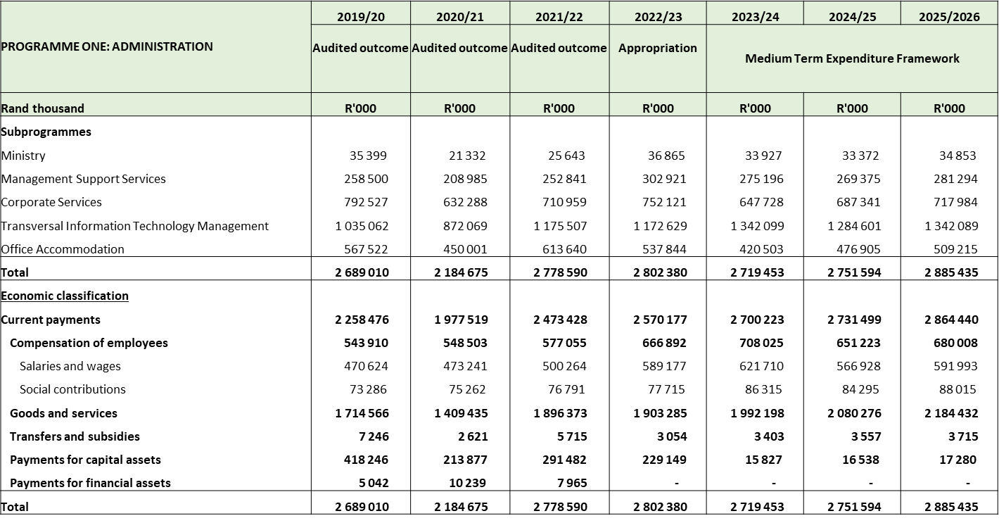 2019/20 2020/21 2021/22 2022/23 2023/24 2024/25 2025/2026
PROGRAMME ONE: ADMINISTRATION Audited outcome Audited outcome Audited outcome Appropriation Medium Term Expenditure Framework
Rand thousand R'000 R'000 R'000 R'000 R'000 R'000 R'000
Subprogrammes
Ministry 35 399 21 332 25 643 36 865 33 927 33 372 34 853
Management Support Services 258 500 208 985 252 841 302 921 275 196 269 375 281 294
Corporate Services 792 527 632 288 710 959 752 121 647 728 687 341 717 984
Transversal Information Technology Management 1 035 062 872 069 1 175 507 1 172 629 1 342 099 1 284 601 1 342 089
Office Accommodation 567 522 450 001 613 640 537 844 420 503 476 905 509 215
Total 2 689 010 2 184 675 2 778 590 2 802 380 2 719 453 2 751 594 2 885 435
Economic classification
Current payments 2 258 476 1 977 519 2 473 428 2 570 177 2 700 223 2 731 499 2 864 440
Compensation of employees 543 910 548 503 577 055 666 892 708 025 651 223 680 008
Salaries and wages 470 624 473 241 500 264 589 177 621 710 566 928 591 993
Social contributions 73 286 75 262 76 791 77 715 86 315 84 295 88 015
Goods and services 1 714 566 1 409 435 1 896 373 1 903 285 1 992 198 2 080 276 2 184 432
Transfers and subsidies 7 246 2 621 5 715 3 054 3 403 3 557 3 715
Payments for capital assets 418 246 213 877 291 482 229 149 15 827 16 538 17 280
Payments for financial assets 5 042 10 239 7 965 - - - -
Total 2 689 010 2 184 675 2 778 590 2 802 380 2 719 453 2 751 594 2 885 435